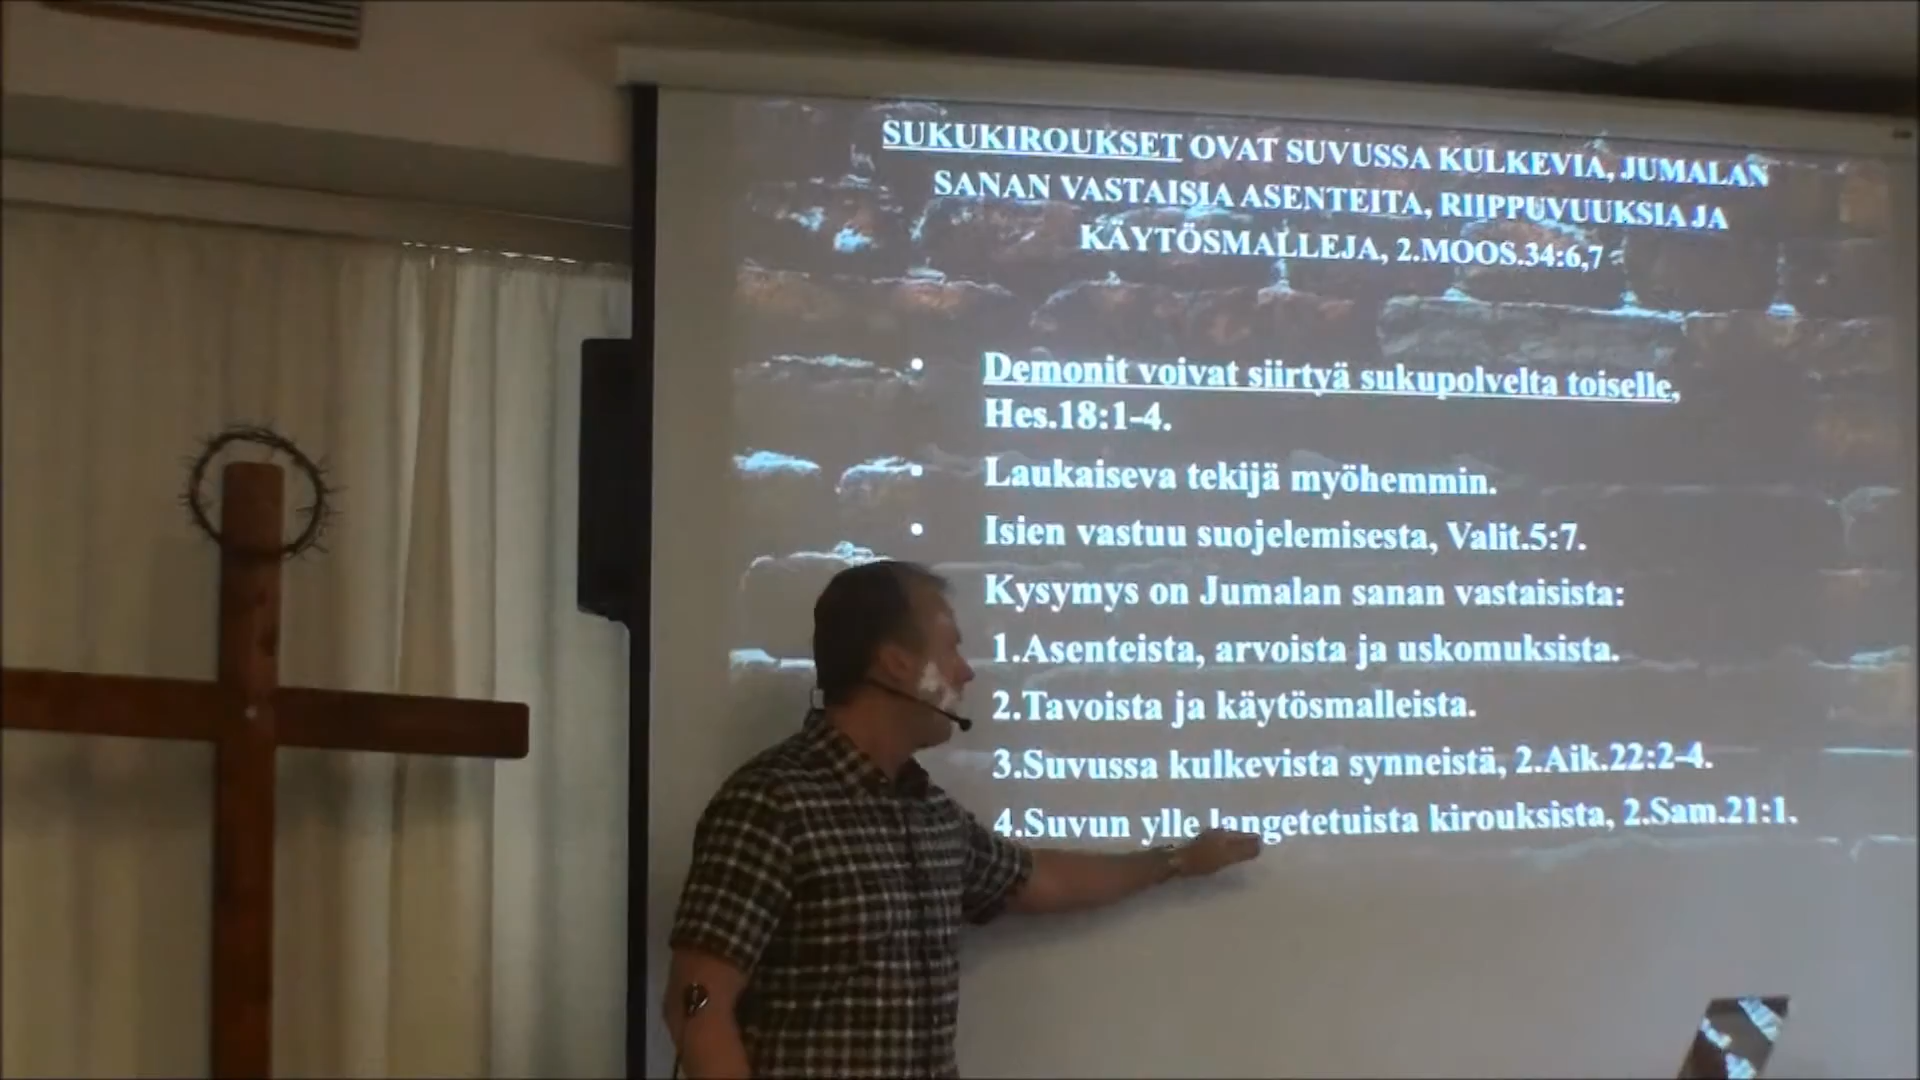 SUKUKIROUKSET OVAT SUVUSSA KULKEVIA, JUMALAN
SANAN VASTAISIA ASENTEITA, RIIPPUVUUKSIA JA
KÄYTÖSMALLEJA, 2.MOOS.34:6,7
• Demonit voivat siirtyä sukupolvelta toiselle,
Hes.18:1-4.
• Laukaiseva tekijä myöhemmin.
• Isien vastuu suojelemisesta, Valit.5:7.
Kysymys on Jumalan sanan vastaisista:
1.Asenteista, arvoista ja uskomuksista.
2.Tavoista ja käytösmalleista.
3.Suvussa kulkevista synneistä, 2.Aik.22:2-4.
4.Suvun ylle langetetuista kirouksista, 2.Sam.21:1.